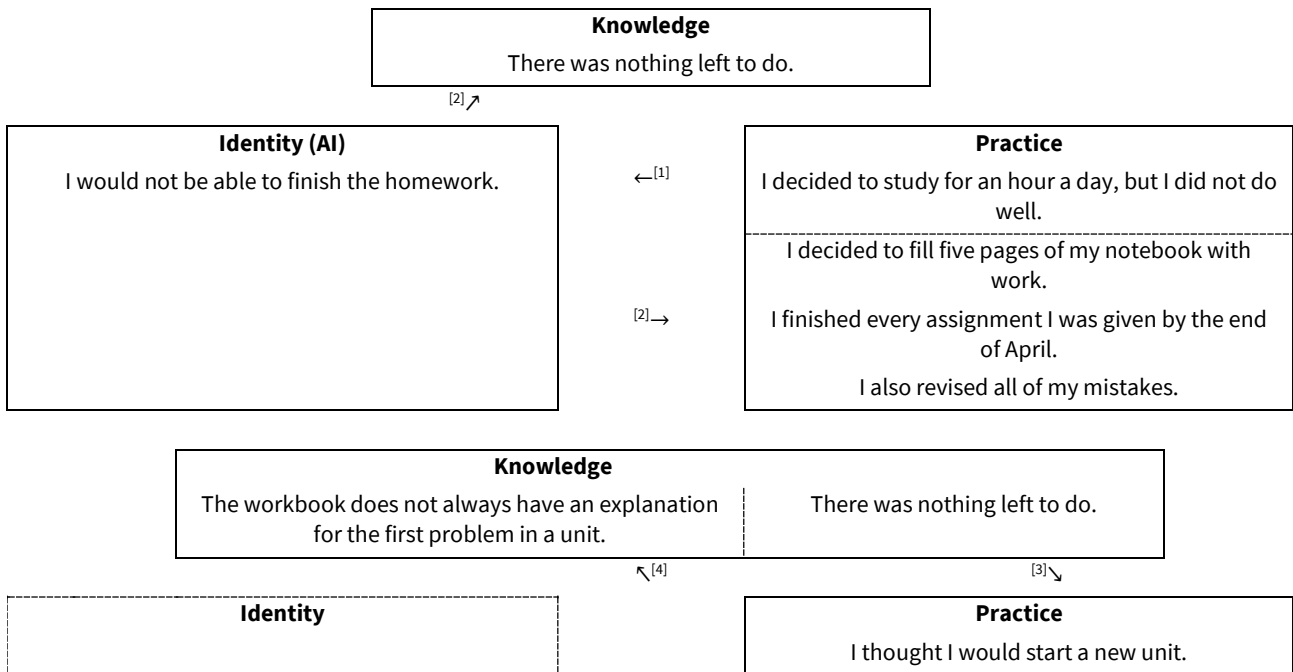 Knowledge
There was nothing left to do.
[2]↗
Identity (AI)
I would not be able to finish the homework.
←[1]
[2]→
Practice
I decided to study for an hour a day, but I did not do
well.
I decided to fill five pages of my notebook with
work.
I finished every assignment I was given by the end
of April.
I also revised all of my mistakes.
Knowledge
The workbook does not always have an explanation
for the first problem in a unit.
There was nothing left to do.
↖[4]
[3]↘
Identity
Practice
I thought I would start a new unit.